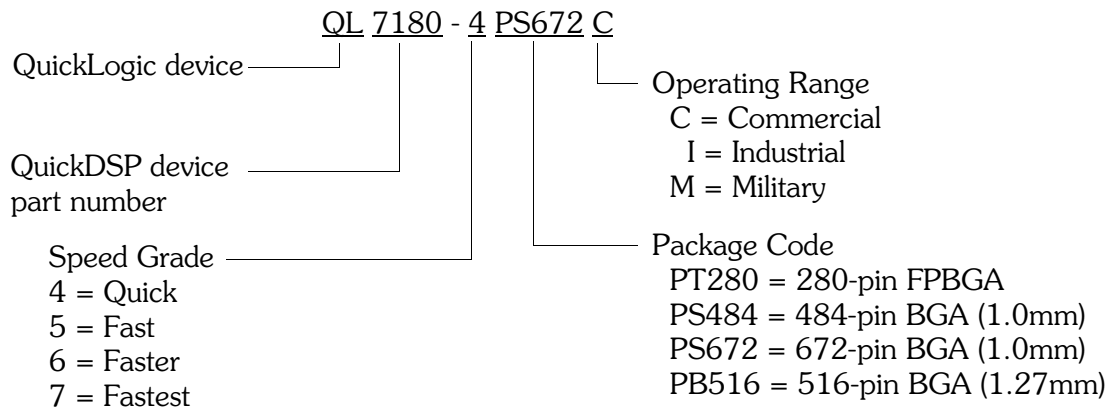 QL 7180 - 4 PS672 C
QuickLogic device
QuickDSP device
part number
Speed Grade
4 = Quick
5 = Fast
6 = Faster
7 = Fastest
Operating Range
C = Commercial
I = Industrial
M = Military
Package Code
PT280 = 280-pin FPBGA
PS484 = 484-pin BGA (1.0mm)
PS672 = 672-pin BGA (1.0mm)
PB516 = 516-pin BGA (1.27mm)